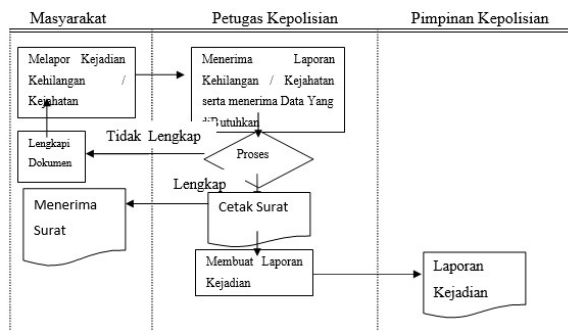 Masyarakat
Petugas Kepolisian
Pimpinan Kepolisian
Melapor Kejadian
Kehilangan /
Kejahatan
Menerima Laporan
Kehilangan / Kejahatan
serta menerima Data Yang
diButuhkan
Tidak Lengkap
Lengkapi
Dokumen
Proses
Lengkap
Menerima
Surat
Cetak Surat
Membuat Laporan
Kejadian
Laporan
Kejadian